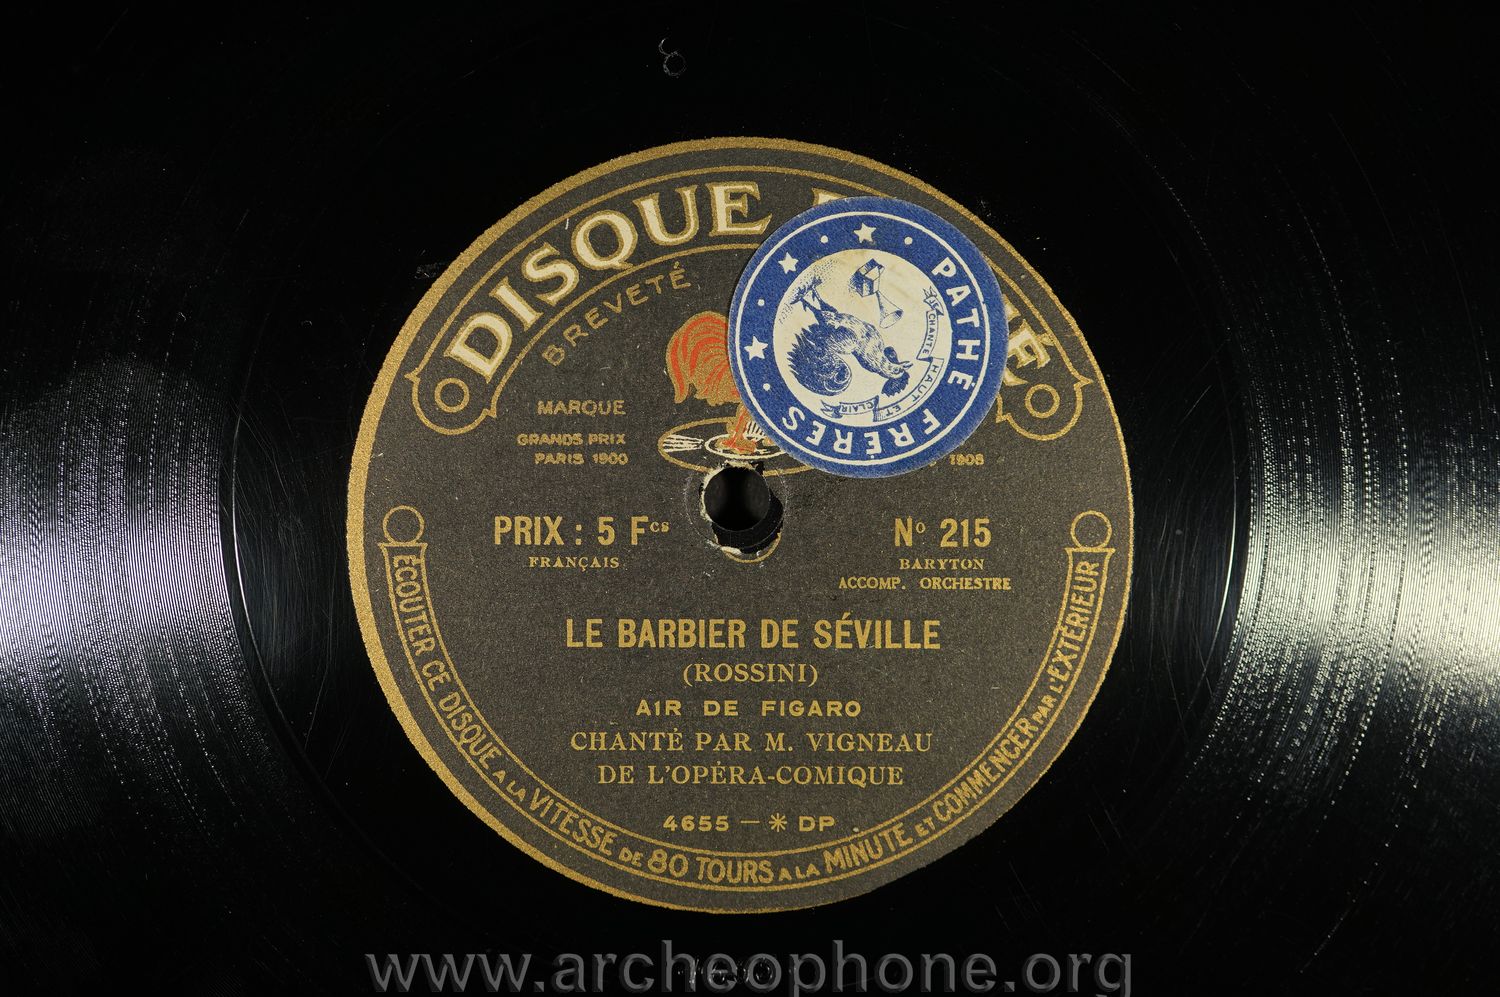 DISQUE
BREVETÉ
MARQUE
GRANDS PRIX
PARIS 1900
1908
PATHÉ FRÈRES
CHANTE HAUT ET CLAIR
PRIX : 5 Fcs
FRANÇAIS
No 215
BARYTON
ACCOMP. ORCHESTRE
LE BARBIER DE SÉVILLE
(ROSSINI)
AIR DE FIGARO
CHANTÉ PAR M. VIGNEAU
DE L'OPÉRA-COMIQUE
4655 — * DP.
ÉCOUTER CE DISQUE A LA VITESSE DE 80 TOURS A LA MINUTE ET COMMENCER PAR L'EXTÉRIEUR
www.archeophone.org